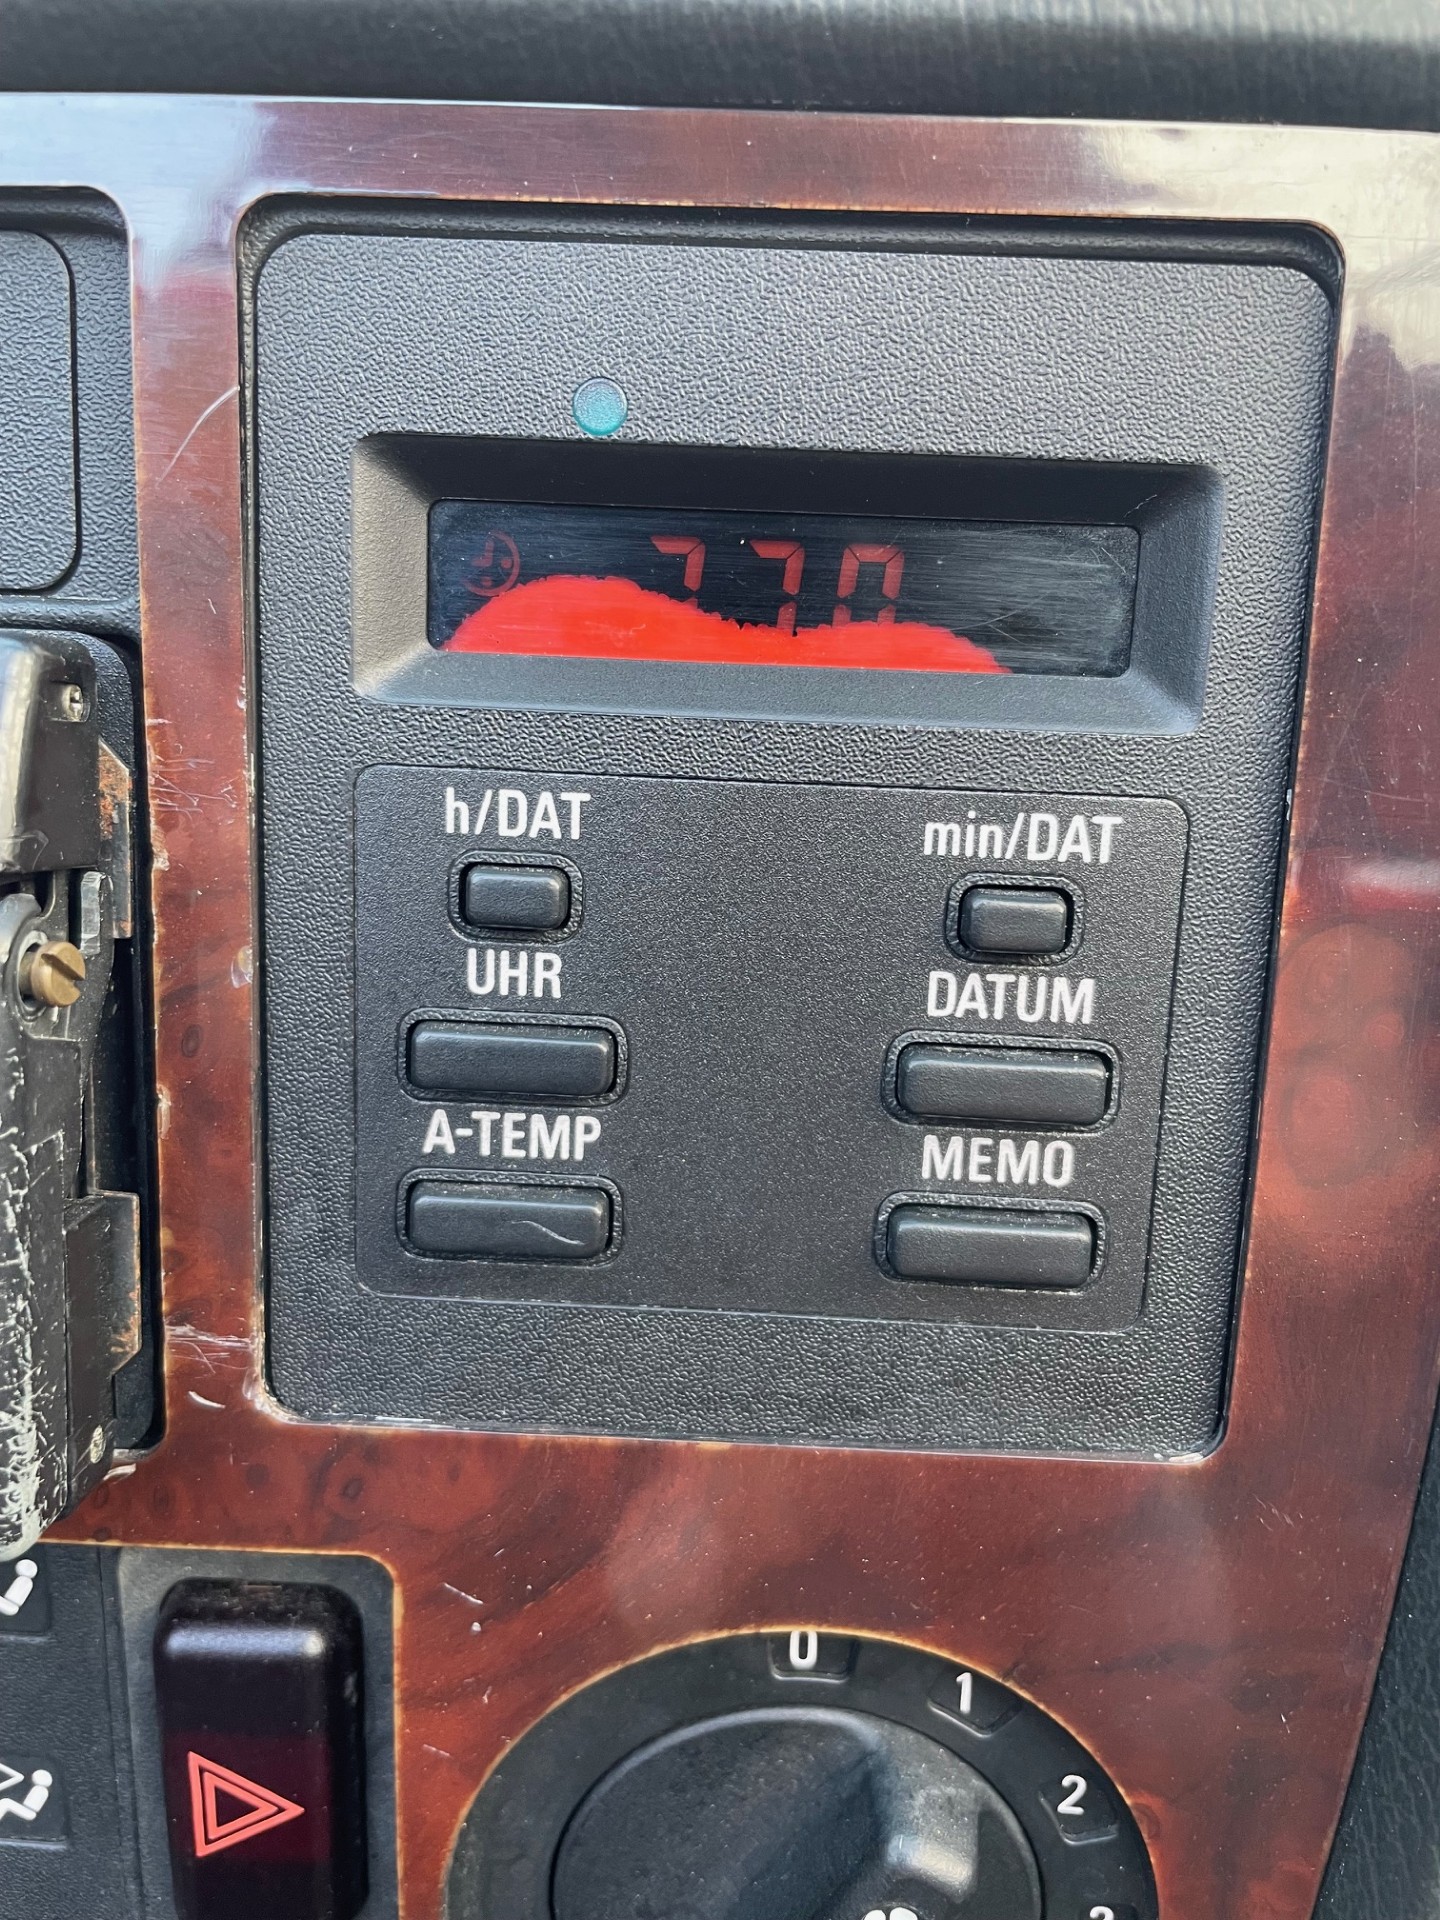 h/DAT min/DAT
UHR DATUM
A-TEMP MEMO
0
1
2